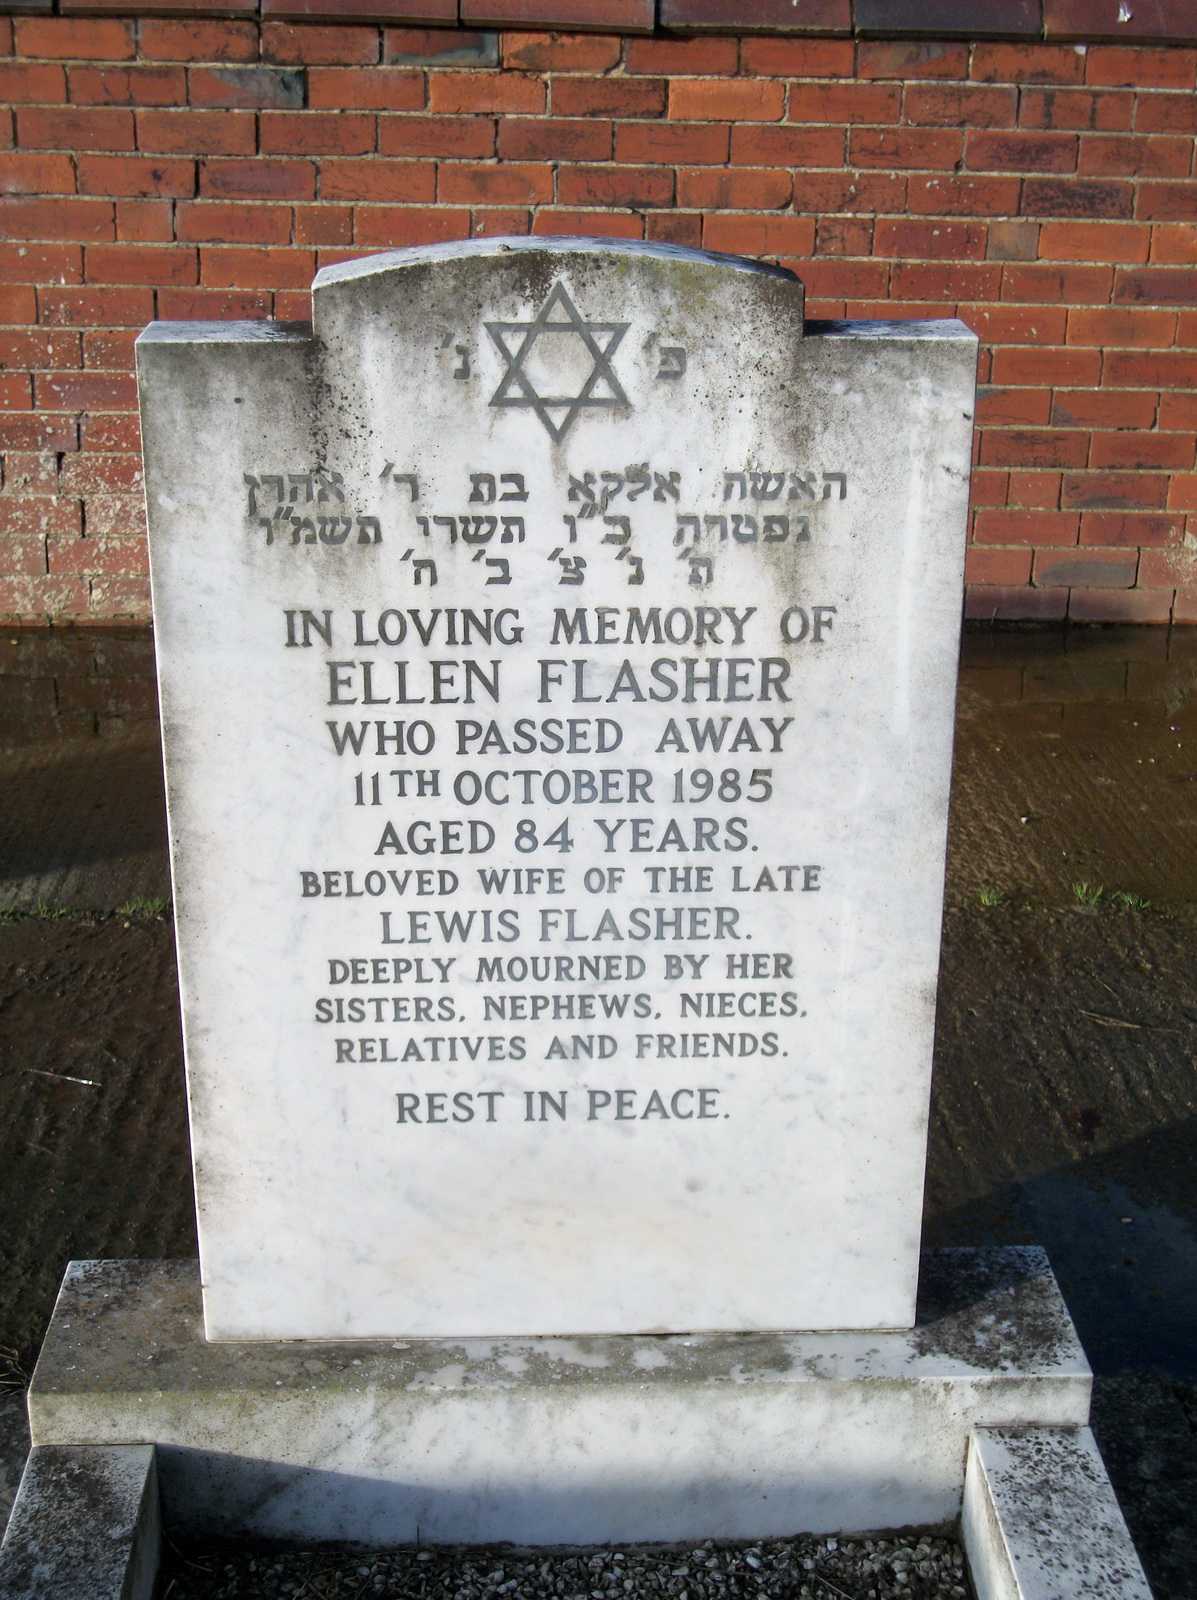 פ׳ נ׳
האשה אלקא בת ר׳ אהרן
נפטרה כ״ו תשרי תשמ״ו
ת׳ נ׳ צ׳ ב׳ ה׳
IN LOVING MEMORY OF
ELLEN FLASHER
WHO PASSED AWAY
11TH OCTOBER 1985
AGED 84 YEARS.
BELOVED WIFE OF THE LATE
LEWIS FLASHER.
DEEPLY MOURNED BY HER
SISTERS, NEPHEWS, NIECES,
RELATIVES AND FRIENDS.
REST IN PEACE.